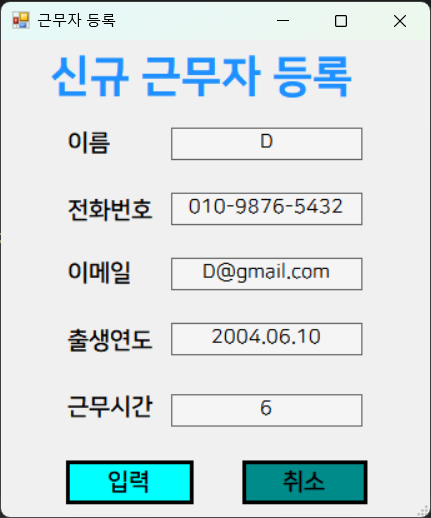 근무자 등록
신규 근무자 등록
이름 D
전화번호 010-9876-5432
이메일 D@gmail.com
출생연도 2004.06.10
근무시간 6
입력 취소